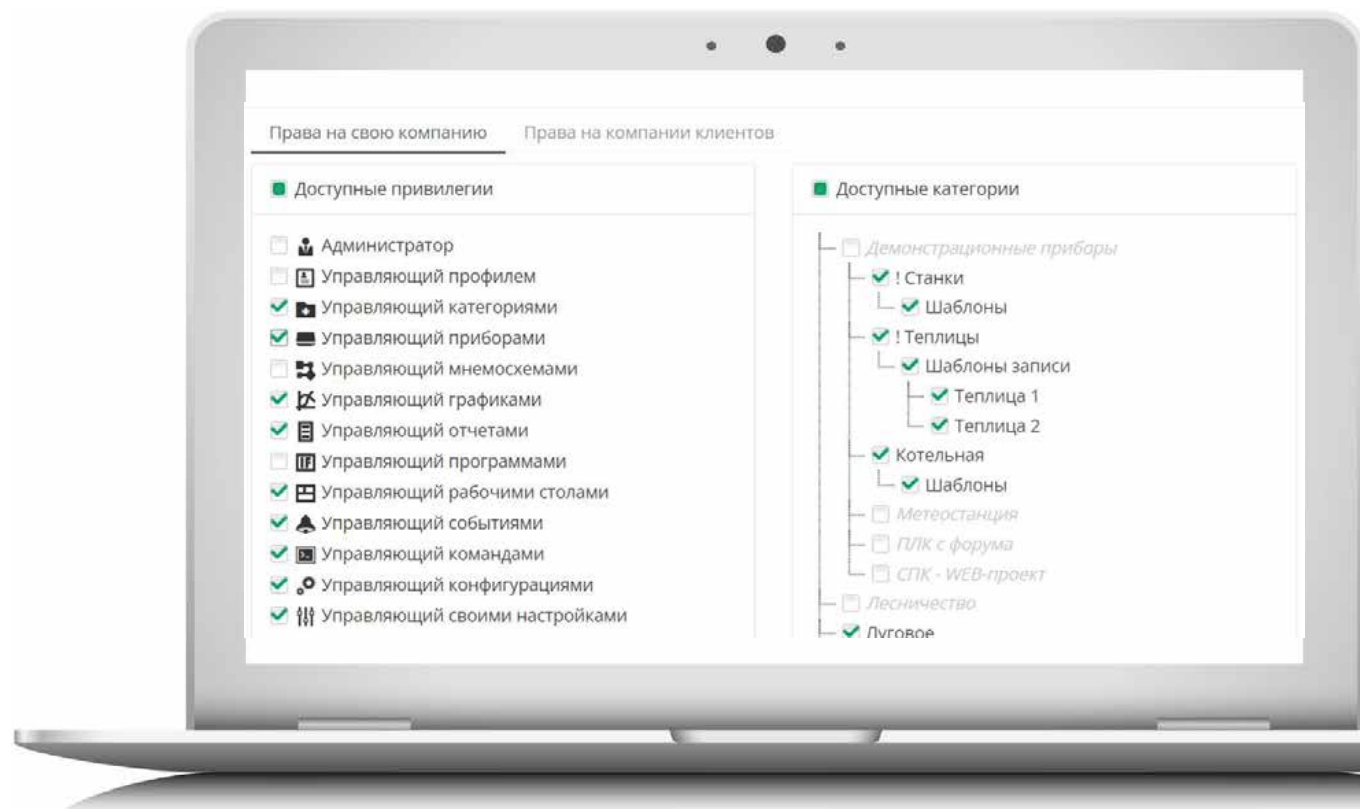 Права на свою компанию Права на компании клиентов
Доступные привилегии
Администратор
Управляющий профилем
Управляющий категориями
Управляющий приборами
Управляющий мнемосхемами
Управляющий графиками
Управляющий отчетами
Управляющий программами
Управляющий рабочими столами
Управляющий событиями
Управляющий командами
Управляющий конфигурациями
Управляющий своими настройками
Доступные категории
Демонстрационные приборы
! Станки
Шаблоны
! Теплицы
Шаблоны записи
Теплица 1
Теплица 2
Котельная
Шаблоны
Метеостанция
ПЛК с форума
СПК - WEB-проект
Лесничество
Луговое